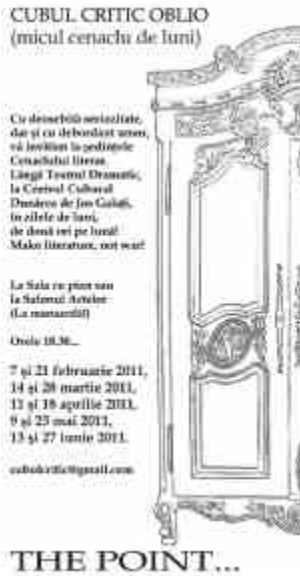 CUBUL CRITIC OBLIO
(micul cenaclu de luni)
Cu deosebită seriozitate,
dar și cu debordant umor,
vă invităm la ședințele
Cenaclului literar
Lângă Teatrul Dramatic,
la Centrul Cultural
Dunărea de Jos Galați,
în zilele de luni,
de două ori pe lună!
Make literature, not war!
La Sala cu pian sau
la Salonul Artelor
(La mansardă)
Orele 18.30...
7 și 21 februarie 2011,
14 și 28 martie 2011,
11 și 18 aprilie 2011,
9 și 23 mai 2011,
13 și 27 iunie 2011.
THE POINT...